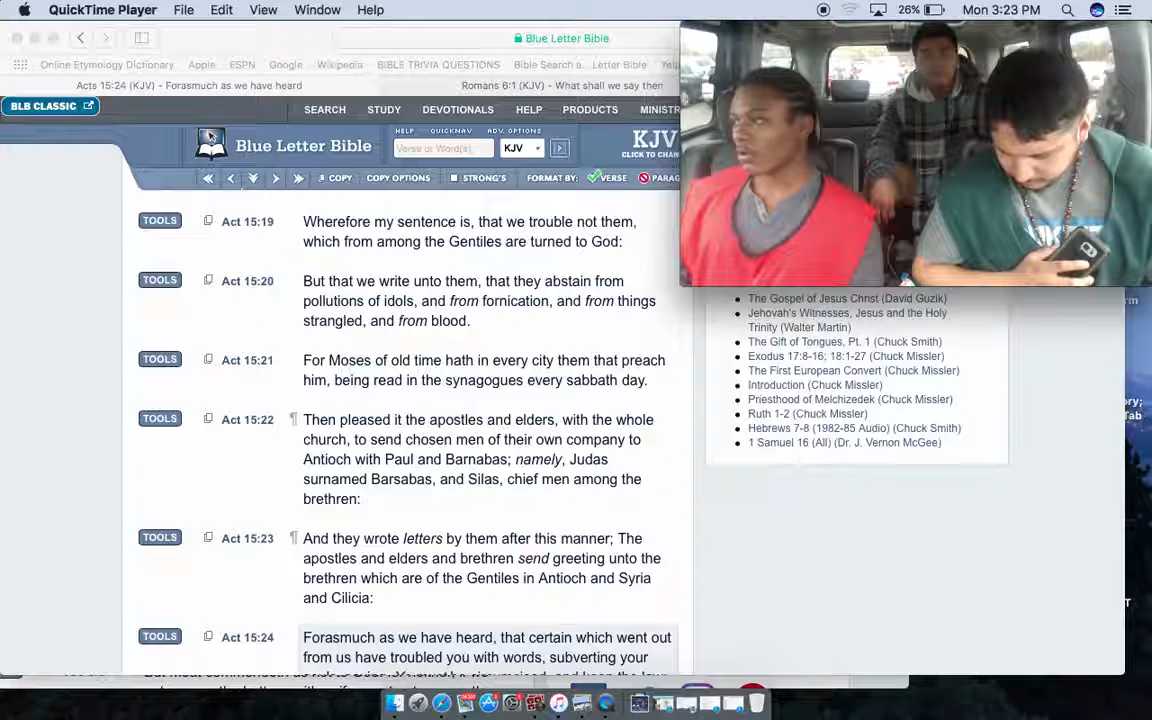 QuickTime Player File Edit View Window Help 26% Mon 3:23 PM
Blue Letter Bible
Online Etymology Dictionary Apple ESPN Google Wikipedia BIBLE TRIVIA QUESTIONS Bible Search a.. Letter Bible
Acts 15:24 (KJV) - Forasmuch as we have heard Romans 6:1 (KJV) - What shall we say then
BLB CLASSIC SEARCH STUDY DEVOTIONALS HELP PRODUCTS MINISTR
HELP QUICKNAV ADV. OPTIONS
Blue Letter Bible Verse or Word(s) KJV KJV
CLICK TO CHAN
COPY COPY OPTIONS STRONG'S FORMAT BY: VERSE PARAG
TOOLS Act 15:19 Wherefore my sentence is, that we trouble not them,
which from among the Gentiles are turned to God:
TOOLS Act 15:20 But that we write unto them, that they abstain from
pollutions of idols, and from fornication, and from things
strangled, and from blood.
TOOLS Act 15:21 For Moses of old time hath in every city them that preach
him, being read in the synagogues every sabbath day.
TOOLS Act 15:22 ¶ Then pleased it the apostles and elders, with the whole
church, to send chosen men of their own company to
Antioch with Paul and Barnabas; namely, Judas
surnamed Barsabas, and Silas, chief men among the
brethren:
TOOLS Act 15:23 ¶ And they wrote letters by them after this manner; The
apostles and elders and brethren send greeting unto the
brethren which are of the Gentiles in Antioch and Syria
and Cilicia:
TOOLS Act 15:24 Forasmuch as we have heard, that certain which went out
from us have troubled you with words, subverting your
The Gospel of Jesus Christ (David Guzik)
Jehovah's Witnesses, Jesus and the Holy
Trinity (Walter Martin)
The Gift of Tongues, Pt. 1 (Chuck Smith)
Exodus 17:8-16; 18:1-27 (Chuck Missler)
The First European Convert (Chuck Missler)
Introduction (Chuck Missler)
Priesthood of Melchizedek (Chuck Missler)
Ruth 1-2 (Chuck Missler)
Hebrews 7-8 (1982-85 Audio) (Chuck Smith)
1 Samuel 16 (All) (Dr. J. Vernon McGee)
ory;
Tab